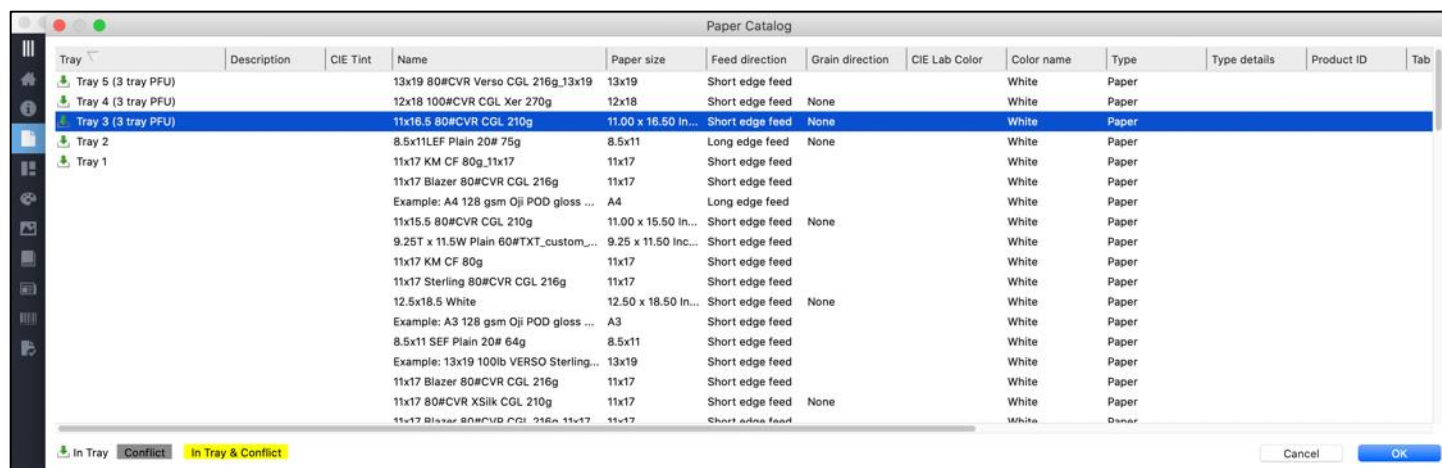 Paper Catalog
Tray Description CIE Tint Name Paper size Feed direction Grain direction CIE Lab Color Color name Type Type details Product ID Tab
Tray 5 (3 tray PFU) 13x19 80#CVR Verso CGL 216g_13x19 13x19 Short edge feed White Paper
Tray 4 (3 tray PFU) 12x18 100#CVR CGL Xer 270g 12x18 Short edge feed None White Paper
Tray 3 (3 tray PFU) 11x16.5 80#CVR CGL 210g 11.00 x 16.50 In... Short edge feed None White Paper
Tray 2 8.5x11LEF Plain 20# 75g 8.5x11 Long edge feed None White Paper
Tray 1 11x17 KM CF 80g_11x17 11x17 Short edge feed White Paper
11x17 Blazer 80#CVR CGL 216g 11x17 Short edge feed White Paper
Example: A4 128 gsm Oji POD gloss ... A4 Long edge feed White Paper
11x15.5 80#CVR CGL 210g 11.00 x 15.50 In... Short edge feed None White Paper
9.25T x 11.5W Plain 60#TXT_custom_... 9.25 x 11.50 Inc... Short edge feed White Paper
11x17 KM CF 80g 11x17 Short edge feed White Paper
11x17 Sterling 80#CVR CGL 216g 11x17 Short edge feed White Paper
12.5x18.5 White 12.50 x 18.50 In... Short edge feed None White Paper
Example: A3 128 gsm Oji POD gloss ... A3 Short edge feed White Paper
8.5x11 SEF Plain 20# 64g 8.5x11 Short edge feed White Paper
Example: 13x19 100lb VERSO Sterling... 13x19 Short edge feed White Paper
11x17 Blazer 80#CVR CGL 216g 11x17 Short edge feed White Paper
11x17 80#CVR XSilk CGL 210g 11x17 Short edge feed None White Paper
11x17 Blazer 80#CVR CGL 216g 11x17 11x17 Short edge feed White Paper
In Tray Conflict In Tray & Conflict Cancel OK